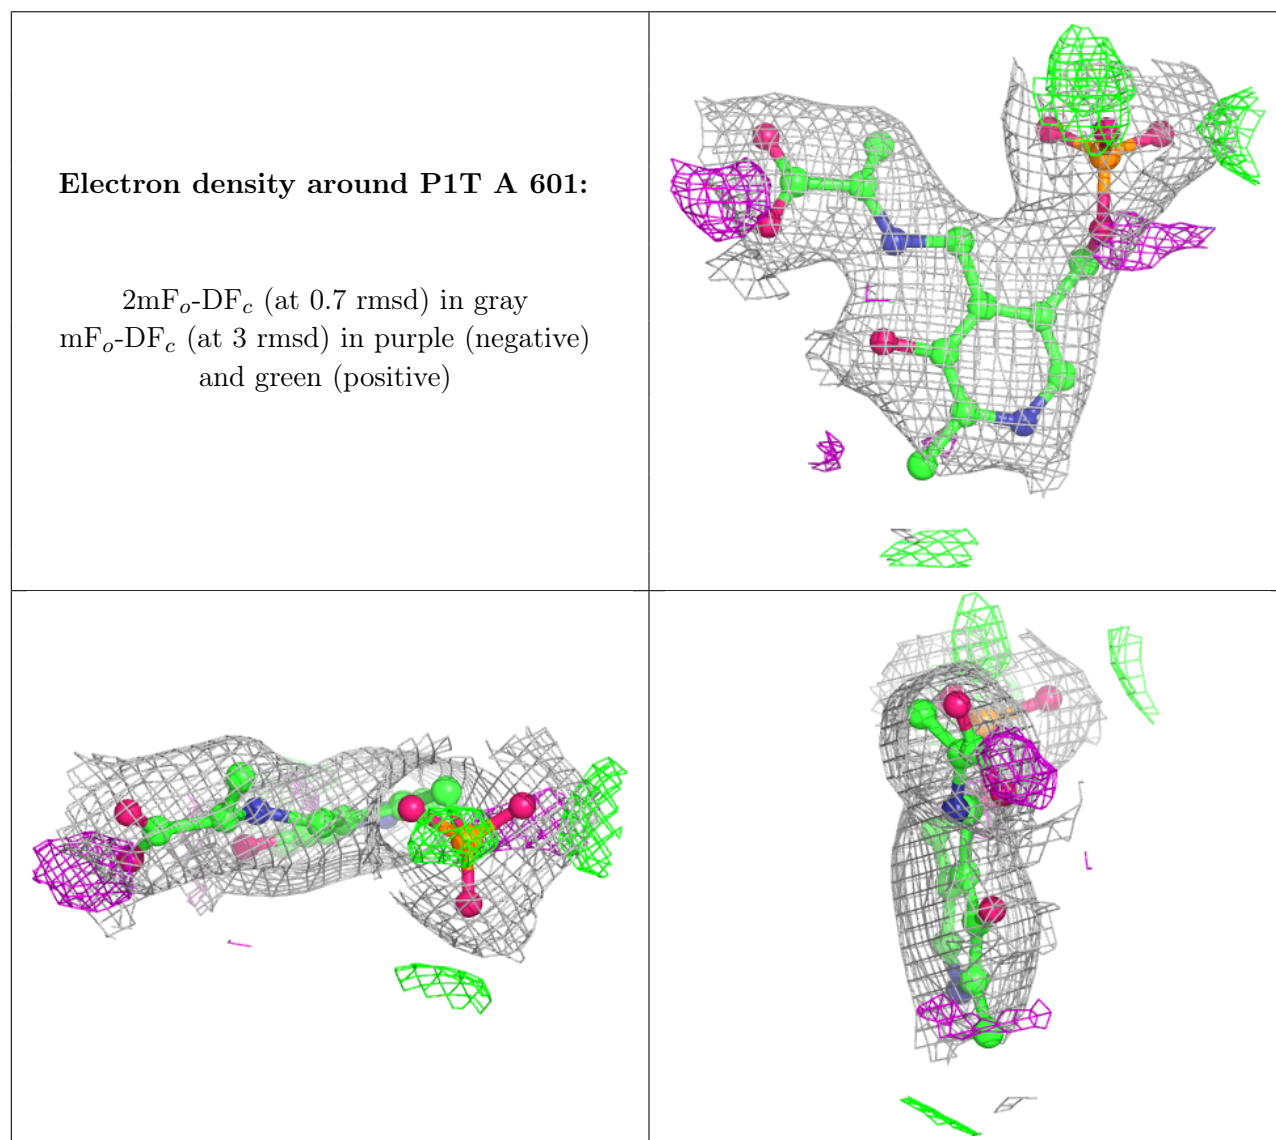 Electron density around P1T A 601:
2mFo-DFc (at 0.7 rmsd) in gray
mFo-DFc (at 3 rmsd) in purple (negative)
and green (positive)